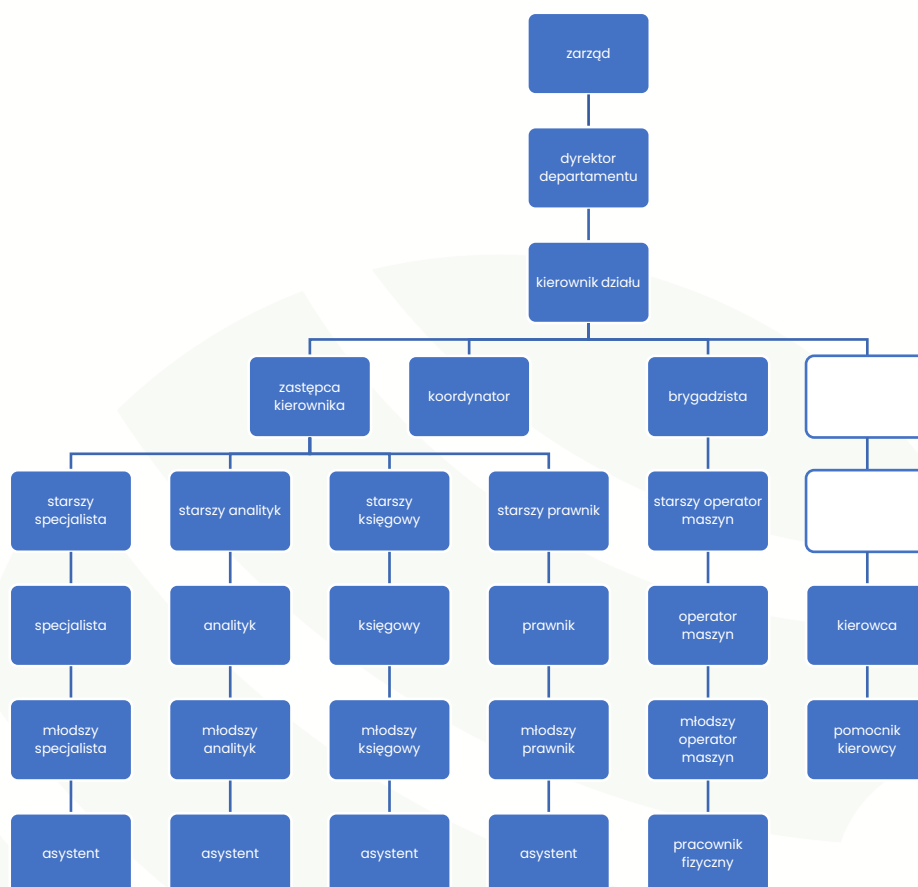 zarząd
dyrektor
departamentu
kierownik działu
zastępca
kierownika
koordynator
brygadzista
starszy
specjalista
starszy analityk
starszy
księgowy
starszy prawnik
starszy operator
maszyn
specjalista
analityk
księgowy
prawnik
operator
maszyn
kierowca
młodszy
specjalista
młodszy
analityk
młodszy
księgowy
młodszy
prawnik
młodszy
operator
maszyn
pomocnik
kierowcy
asystent
asystent
asystent
asystent
pracownik
fizyczny